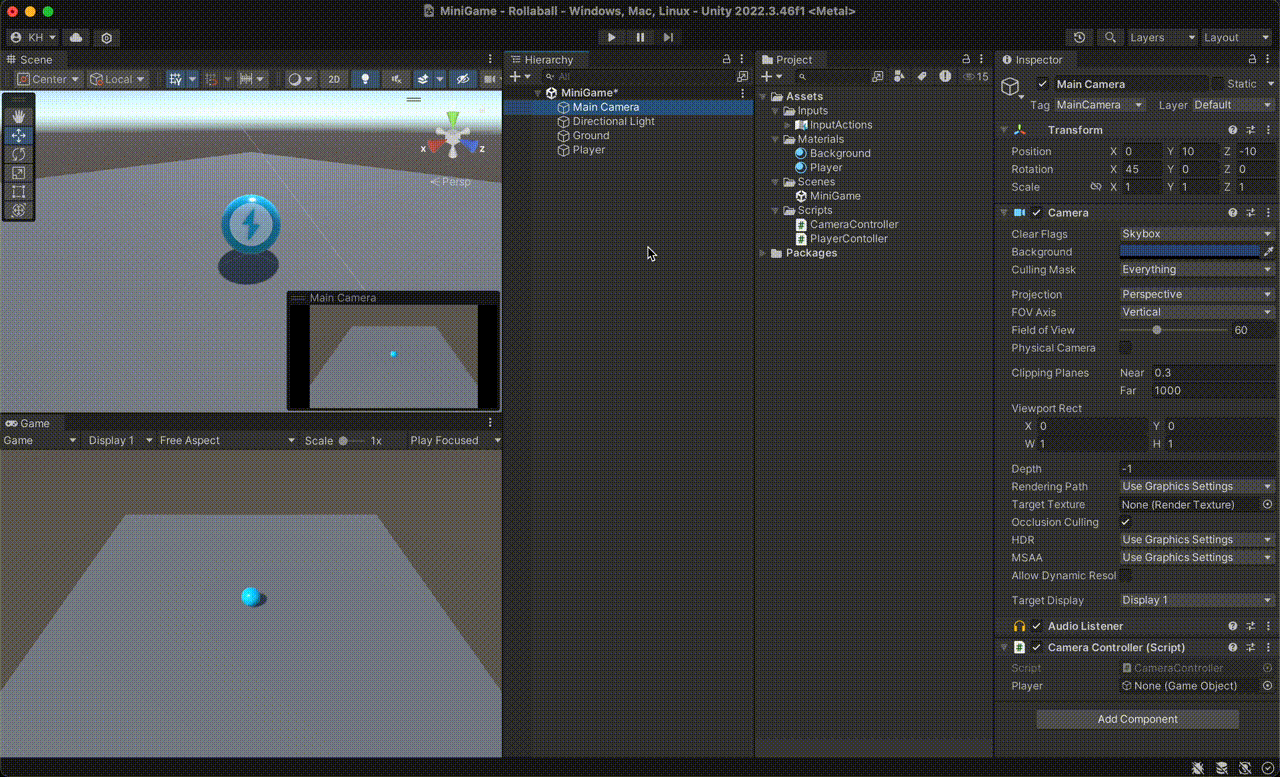 MiniGame - Rollaball - Windows, Mac, Linux - Unity 2022.3.46f1 <Metal>
KH
Layers
Layout
Scene
Center
Local
2D
X
Z
Persp
Main Camera
Game
Game
Display 1
Free Aspect
Scale
1x
Play Focused
Hierarchy
All
MiniGame*
Main Camera
Directional Light
Ground
Player
Project
15
Assets
Inputs
InputActions
Materials
Background
Player
Scenes
MiniGame
Scripts
CameraController
PlayerContoller
Packages
Inspector
Main Camera
Static
Tag MainCamera Layer Default
Transform
Position X 0 Y 10 Z -10
Rotation X 45 Y 0 Z 0
Scale X 1 Y 1 Z 1
Camera
Clear Flags Skybox
Background
Culling Mask Everything
Projection Perspective
FOV Axis Vertical
Field of View 60
Physical Camera
Clipping Planes Near 0.3
Far 1000
Viewport Rect
X 0 Y 0
W 1 H 1
Depth -1
Rendering Path Use Graphics Settings
Target Texture None (Render Texture)
Occlusion Culling
HDR Use Graphics Settings
MSAA Use Graphics Settings
Allow Dynamic Resol
Target Display Display 1
Audio Listener
Camera Controller (Script)
Script CameraController
Player None (Game Object)
Add Component